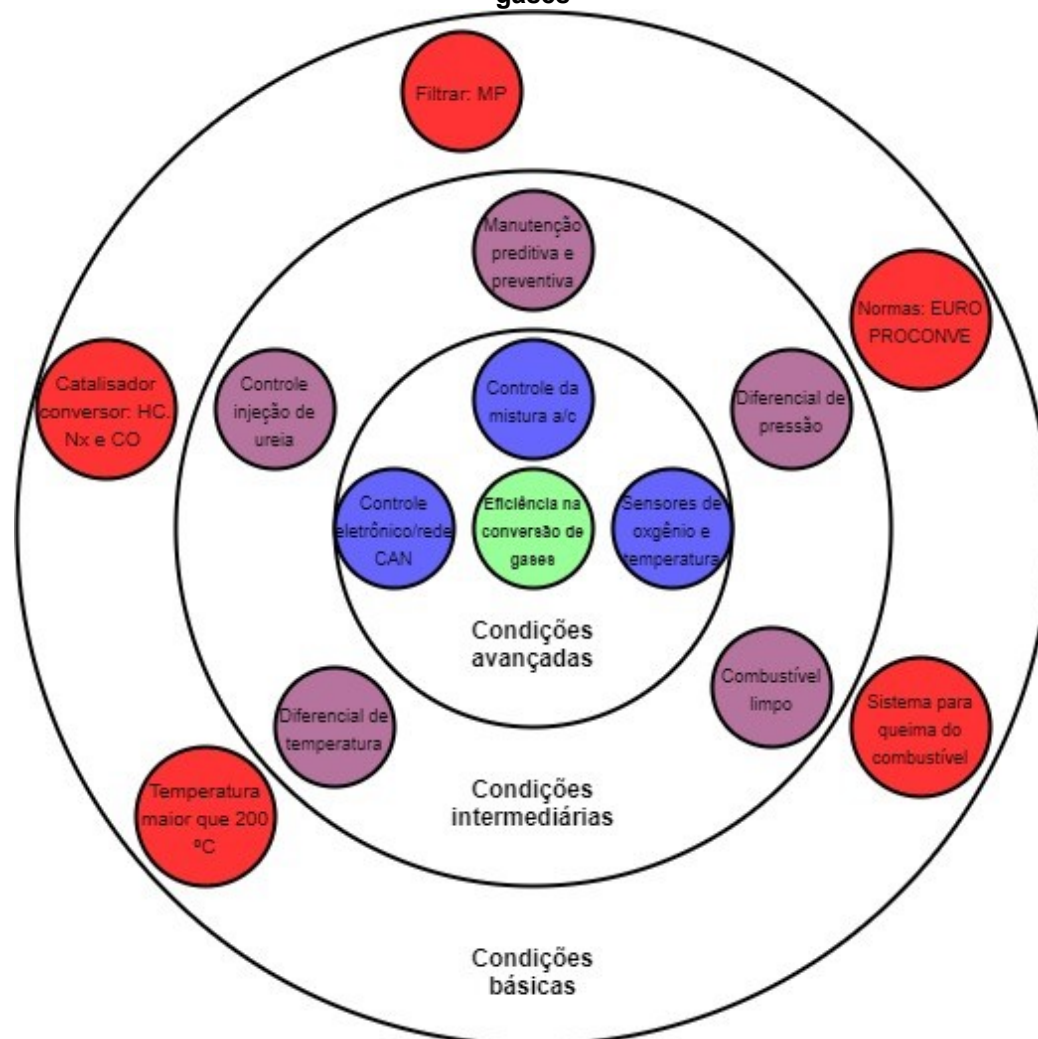 gases
Filtrar: MP
Manutenção
preditiva e
preventiva
Normas: EURO
PROCONVE
Catalisador
conversor: HC.
Nx e CO
Controle
injeção de
ureia
Controle da
mistura a/c
Diferencial de
pressão
Controle
eletrônico/rede
CAN
Eficiência na
conversão de
gases
Sensores de
oxgênio e
temperatura
Condições
avançadas
Combustível
limpo
Diferencial de
temperatura
Sistema para
queima do
combustível
Temperatura
maior que 200
ºC
Condições
intermediárias
Condições
básicas